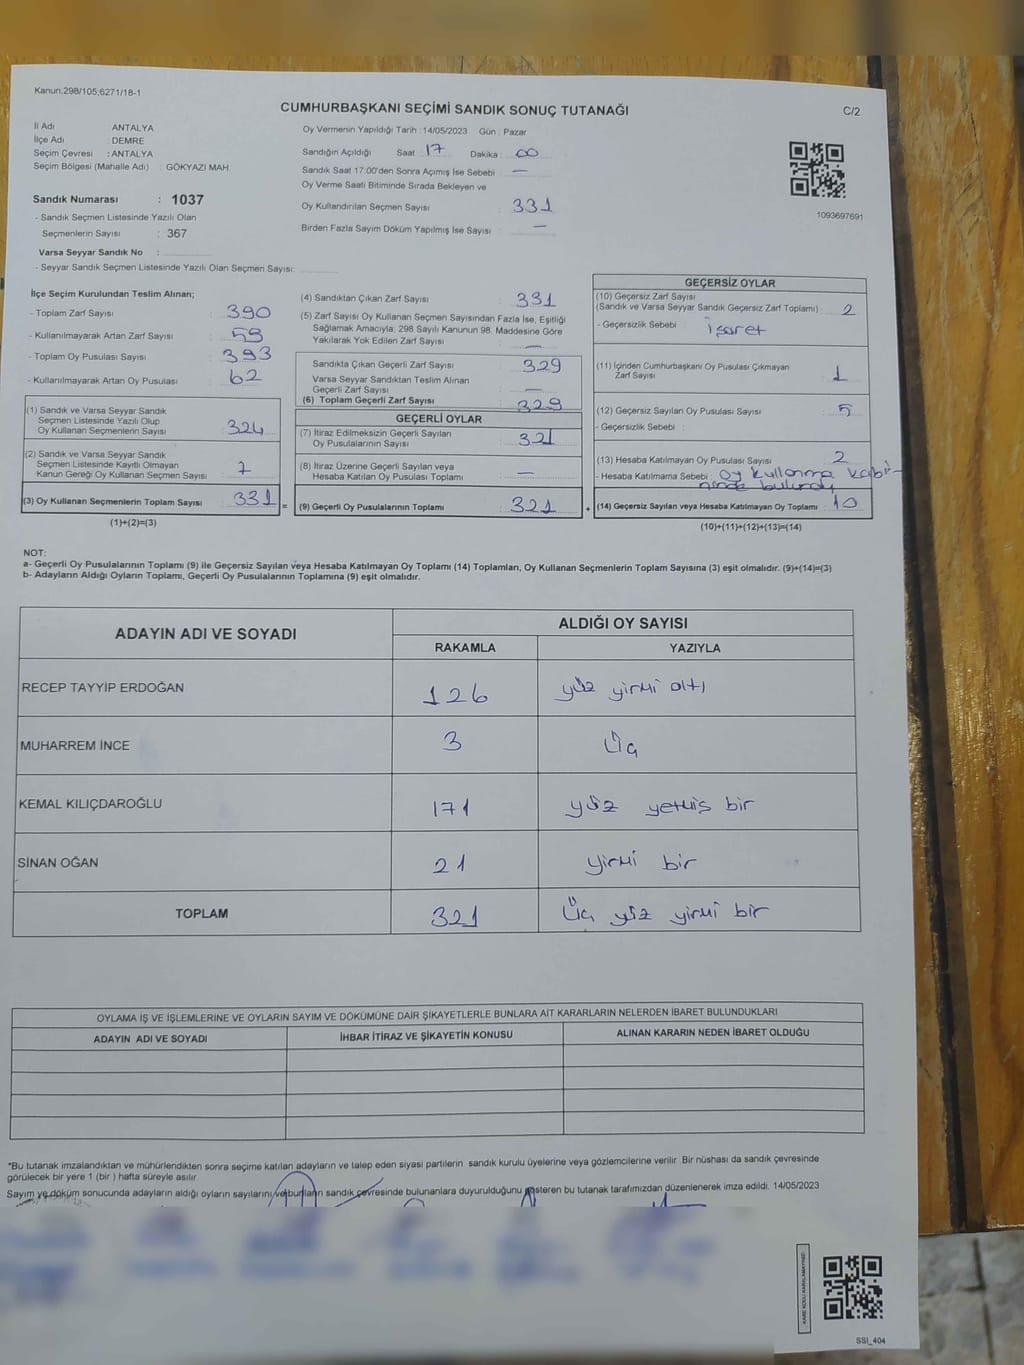 Kanun.298/105;6271/18-1
CUMHURBAŞKANI SEÇİMİ SANDIK SONUÇ TUTANAĞI
C/2
İl Adı ANTALYA
İlçe Adı : DEMRE
Seçim Çevresi : ANTALYA
Seçim Bölgesi (Mahalle Adı) : GÖKYAZI MAH.
Sandık Numarası : 1037
- Sandık Seçmen Listesinde Yazılı Olan
Seçmenlerin Sayısı : 367
Varsa Seyyar Sandık No :
- Seyyar Sandık Seçmen Listesinde Yazılı Olan Seçmen Sayısı:
Oy Vermenin Yapıldığı Tarih : 14/05/2023 Gün : Pazar
Sandığın Açıldığı Saat : 17 Dakika : 00
Sandık Saat 17:00'den Sonra Açımış İse Sebebi : —
Oy Verme Saati Bitiminde Sırada Bekleyen ve
Oy Kullandırılan Seçmen Sayısı : 331
Birden Fazla Sayım Döküm Yapılmış İse Sayısı : —
1093697691
İlçe Seçim Kurulundan Teslim Alınan;
- Toplam Zarf Sayısı : 390
- Kullanılmayarak Artan Zarf Sayısı : 59
- Toplam Oy Pusulası Sayısı : 393
- Kullanılmayarak Artan Oy Pusulası : 62
(1) Sandık ve Varsa Seyyar Sandık
Seçmen Listesinde Yazılı Olup
Oy Kullanan Seçmenlerin Sayısı : 324
(2) Sandık ve Varsa Seyyar Sandık
Seçmen Listesinde Kayıtlı Olmayan
Kanun Gereği Oy Kullanan Seçmen Sayısı : 7
(3) Oy Kullanan Seçmenlerin Toplam Sayısı : 331 =
(1)+(2)=(3)
(4) Sandıktan Çıkan Zarf Sayısı : 331
(5) Zarf Sayısı Oy Kullanan Seçmen Sayısından Fazla İse, Eşitliği
Sağlamak Amacıyla; 298 Sayılı Kanunun 98. Maddesine Göre
Yakılarak Yok Edilen Zarf Sayısı : —
Sandıkta Çıkan Geçerli Zarf Sayısı : 329
Varsa Seyyar Sandıktan Teslim Alınan
Geçerli Zarf Sayısı : —
(6) Toplam Geçerli Zarf Sayısı : 329
GEÇERLİ OYLAR
(7) İtiraz Edilmeksizin Geçerli Sayılan
Oy Pusulalarının Sayısı : 321
(8) İtiraz Üzerine Geçerli Sayılan veya
Hesaba Katılan Oy Pusulası Toplamı : —
(9) Geçerli Oy Pusulalarının Toplamı : 321 +
GEÇERSİZ OYLAR
(10) Geçersiz Zarf Sayısı
(Sandık ve Varsa Seyyar Sandık Geçersiz Zarf Toplamı) : 2
- Geçersizlik Sebebi : İşaret
(11) İçinden Cumhurbaşkanı Oy Pusulası Çıkmayan
Zarf Sayısı : 1
(12) Geçersiz Sayılan Oy Pusulası Sayısı : 5
- Geçersizlik Sebebi :
(13) Hesaba Katılmayan Oy Pusulası Sayısı : 2
- Hesaba Katılmama Sebebi : Oy kullanma kabi-
ninde bulundu
(14) Geçersiz Sayılan veya Hesaba Katılmayan Oy Toplamı : 10
(10)+(11)+(12)+(13)=(14)
NOT:
a- Geçerli Oy Pusulalarının Toplamı (9) ile Geçersiz Sayılan veya Hesaba Katılmayan Oy Toplamı (14) Toplamları, Oy Kullanan Seçmenlerin Toplam Sayısına (3) eşit olmalıdır. (9)+(14)=(3)
b- Adayların Aldığı Oyların Toplamı, Geçerli Oy Pusulalarının Toplamına (9) eşit olmalıdır.
ADAYIN ADI VE SOYADI ALDIĞI OY SAYISI
RAKAMLA YAZIYLA
RECEP TAYYİP ERDOĞAN 126 yüz yirmi altı
MUHARREM İNCE 3 Üç
KEMAL KILIÇDAROĞLU 171 yüz yetmiş bir
SİNAN OĞAN 21 yirmi bir
TOPLAM 321 Üç yüz yirmi bir
OYLAMA İŞ VE İŞLEMLERİNE VE OYLARIN SAYIM VE DÖKÜMÜNE DAİR ŞİKAYETLERLE BUNLARA AİT KARARLARIN NELERDEN İBARET BULUNDUKLARI
ADAYIN ADI VE SOYADI İHBAR İTİRAZ VE ŞİKAYETİN KONUSU ALINAN KARARIN NEDEN İBARET OLDUĞU
*Bu tutanak imzalandıktan ve mühürlendikten sonra seçime katılan adayların ve talep eden siyasi partilerin sandık kurulu üyelerine veya gözlemcilerine verilir .Bir nüshası da sandık çevresinde
görülecek bir yere 1 (bir ) hafta süreyle asılır.
Sayım ve döküm sonucunda adayların aldığı oyların sayılarını ve bunların sandık çevresinde bulunanlara duyurulduğunu gösteren bu tutanak tarafımızdan düzenlenerek imza edildi. 14/05/2023
SSI_404